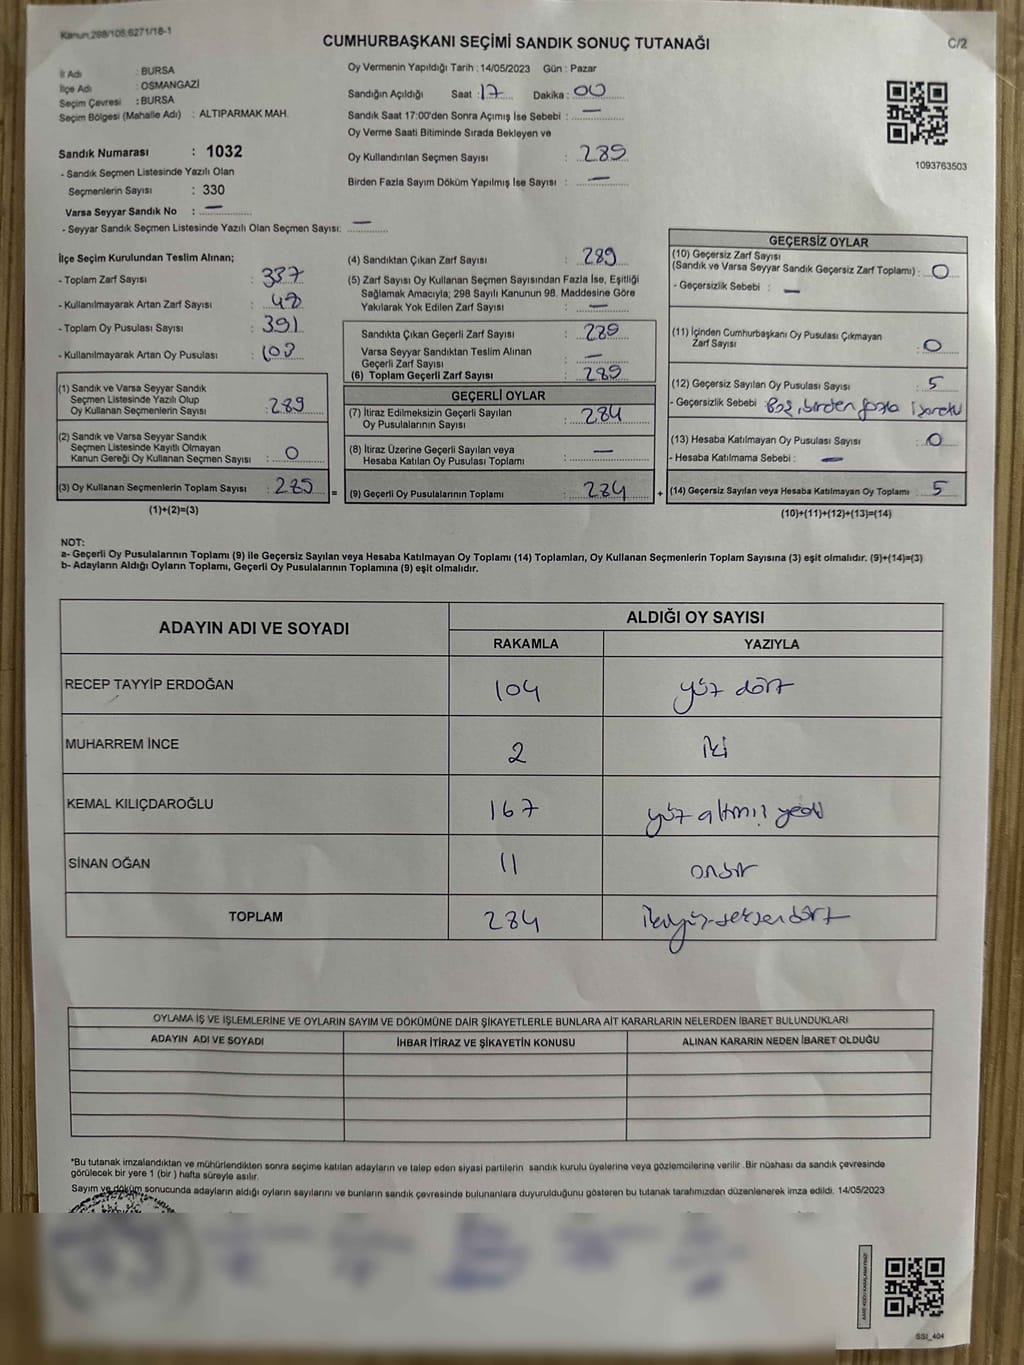 Kanun,298/105,6271/18-1
C/2
CUMHURBAŞKANI SEÇİMİ SANDIK SONUÇ TUTANAĞI
İl Adı : BURSA
İlçe Adı : OSMANGAZİ
Seçim Çevresi : BURSA
Seçim Bölgesi (Mahalle Adı) : ALTIPARMAK MAH.
Sandık Numarası : 1032
- Sandık Seçmen Listesinde Yazılı Olan
Seçmenlerin Sayısı : 330
Varsa Seyyar Sandık No : —
- Seyyar Sandık Seçmen Listesinde Yazılı Olan Seçmen Sayısı: —
Oy Vermenin Yapıldığı Tarih : 14/05/2023 Gün : Pazar
Sandığın Açıldığı Saat : 17 Dakika : 00
Sandık Saat 17:00'den Sonra Açımış İse Sebebi : —
Oy Verme Saati Bitiminde Sırada Bekleyen ve
Oy Kullandırılan Seçmen Sayısı : 289
Birden Fazla Sayım Döküm Yapılmış İse Sayısı : —
1093763503
İlçe Seçim Kurulundan Teslim Alınan;
- Toplam Zarf Sayısı : 337
- Kullanılmayarak Artan Zarf Sayısı : 48
- Toplam Oy Pusulası Sayısı : 391
- Kullanılmayarak Artan Oy Pusulası :
(1) Sandık ve Varsa Seyyar Sandık
Seçmen Listesinde Yazılı Olup
Oy Kullanan Seçmenlerin Sayısı : 289
(2) Sandık ve Varsa Seyyar Sandık
Seçmen Listesinde Kayıtlı Olmayan
Kanun Gereği Oy Kullanan Seçmen Sayısı : 0
(3) Oy Kullanan Seçmenlerin Toplam Sayısı : 289
(1)+(2)=(3)
(4) Sandıktan Çıkan Zarf Sayısı : 289
(5) Zarf Sayısı Oy Kullanan Seçmen Sayısından Fazla İse, Eşitliği
Sağlamak Amacıyla; 298 Sayılı Kanunun 98. Maddesine Göre
Yakılarak Yok Edilen Zarf Sayısı : —
Sandıkta Çıkan Geçerli Zarf Sayısı : 289
Varsa Seyyar Sandıktan Teslim Alınan
Geçerli Zarf Sayısı : —
(6) Toplam Geçerli Zarf Sayısı : 289
GEÇERLİ OYLAR
(7) İtiraz Edilmeksizin Geçerli Sayılan
Oy Pusulalarının Sayısı : 284
(8) İtiraz Üzerine Geçerli Sayılan veya
Hesaba Katılan Oy Pusulası Toplamı : —
= (9) Geçerli Oy Pusulalarının Toplamı : 284
GEÇERSİZ OYLAR
(10) Geçersiz Zarf Sayısı
(Sandık ve Varsa Seyyar Sandık Geçersiz Zarf Toplamı) : 0
- Geçersizlik Sebebi : —
(11) İçinden Cumhurbaşkanı Oy Pusulası Çıkmayan
Zarf Sayısı : 0
(12) Geçersiz Sayılan Oy Pusulası Sayısı : 5
- Geçersizlik Sebebi : Boş, birden fazla işaretli
(13) Hesaba Katılmayan Oy Pusulası Sayısı : 0
- Hesaba Katılmama Sebebi : —
+ (14) Geçersiz Sayılan veya Hesaba Katılmayan Oy Toplamı : 5
(10)+(11)+(12)+(13)=(14)
NOT:
a- Geçerli Oy Pusulalarının Toplamı (9) ile Geçersiz Sayılan veya Hesaba Katılmayan Oy Toplamı (14) Toplamları, Oy Kullanan Seçmenlerin Toplam Sayısına (3) eşit olmalıdır. (9)+(14)=(3)
b- Adayların Aldığı Oyların Toplamı, Geçerli Oy Pusulalarının Toplamına (9) eşit olmalıdır.
ADAYIN ADI VE SOYADI ALDIĞI OY SAYISI
RAKAMLA YAZIYLA
RECEP TAYYİP ERDOĞAN 104 yüz dört
MUHARREM İNCE 2 iki
KEMAL KILIÇDAROĞLU 167 yüz altmış yedi
SİNAN OĞAN 11 onbir
TOPLAM 284 ikiyüzseksendört
OYLAMA İŞ VE İŞLEMLERİNE VE OYLARIN SAYIM VE DÖKÜMÜNE DAİR ŞİKAYETLERLE BUNLARA AİT KARARLARIN NELERDEN İBARET BULUNDUKLARI
ADAYIN ADI VE SOYADI İHBAR İTİRAZ VE ŞİKAYETİN KONUSU ALINAN KARARIN NEDEN İBARET OLDUĞU
*Bu tutanak imzalandıktan ve mühürlendikten sonra seçime katılan adayların ve talep eden siyasi partilerin sandık kurulu üyelerine veya gözlemcilerine verilir .Bir nüshası da sandık çevresinde
görülecek bir yere 1 (bir ) hafta süreyle asılır.
Sayım ve döküm sonucunda adayların aldığı oyların sayılarını ve bunların sandık çevresinde bulunanlara duyurulduğunu gösteren bu tutanak tarafımızdan düzenlenerek imza edildi. 14/05/2023
SSİ_404